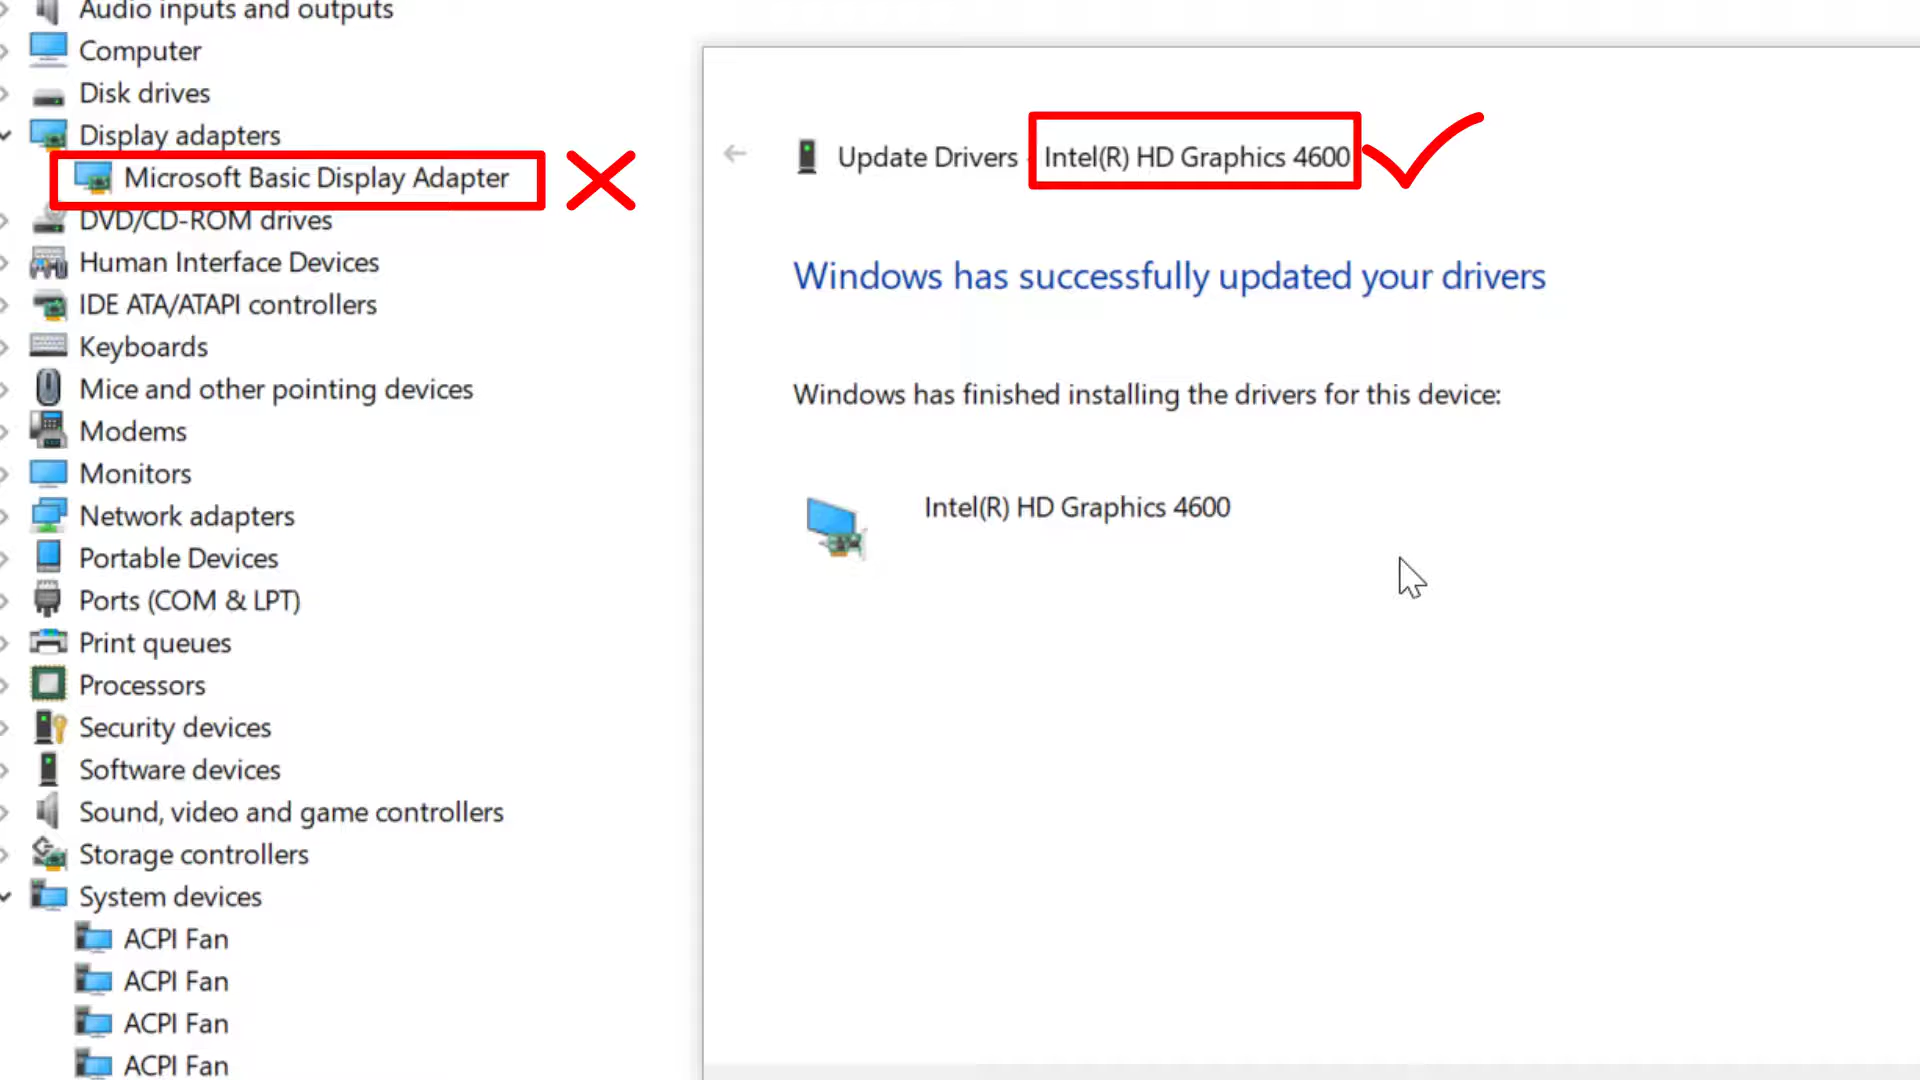 Audio inputs and outputs
Computer
Disk drives
Display adapters
Microsoft Basic Display Adapter
DVD/CD-ROM drives
Human Interface Devices
IDE ATA/ATAPI controllers
Keyboards
Mice and other pointing devices
Modems
Monitors
Network adapters
Portable Devices
Ports (COM & LPT)
Print queues
Processors
Security devices
Software devices
Sound, video and game controllers
Storage controllers
System devices
ACPI Fan
ACPI Fan
ACPI Fan
ACPI Fan
Update Drivers - Intel(R) HD Graphics 4600
Windows has successfully updated your drivers
Windows has finished installing the drivers for this device:
Intel(R) HD Graphics 4600